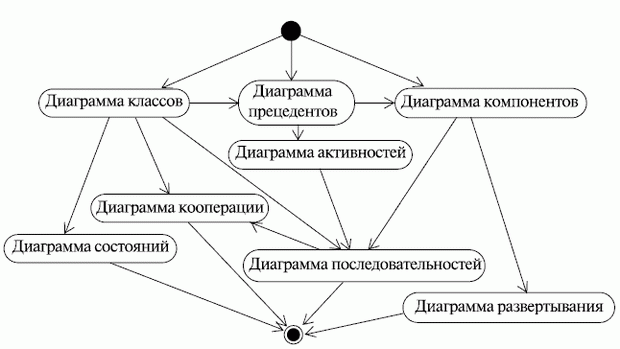 Диаграмма классов
Диаграмма
прецедентов
Диаграмма компонентов
Диаграмма активностей
Диаграмма кооперации
Диаграмма состояний
Диаграмма последовательностей
Диаграмма развертывания